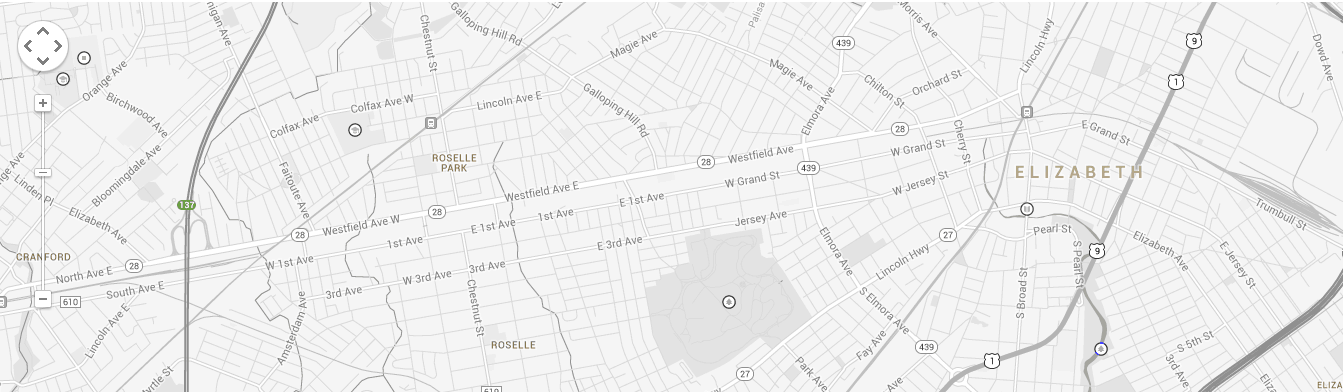 Galloping Hill Rd
Morris Ave
Lincoln Hwy
Chestnut St
Magie Ave
439
9
Dowd Ave
Orange Ave
Magie Ave
1
Chilton St
Orchard St
Birchwood Ave
Colfax Ave W
Lincoln Ave E
Galloping Hill Rd
Elmora Ave
Colfax Ave
28
Cherry St
E Grand St
Bloomingdale Ave
ROSELLE
PARK
28
Westfield Ave
W Grand St
439
ELIZABETH
Linden Pl
Faitoute Ave
Westfield Ave E
W Grand St
W Jersey St
137
E 1st Ave
Trumbull St
Elizabeth Ave
Westfield Ave W
28
1st Ave
28
E 1st Ave
Jersey Ave
27
Pearl St
1st Ave
E 3rd Ave
Elmora Ave
Elizabeth Ave
E Jersey St
9
CRANFORD
28
North Ave E
W 1st Ave
3rd Ave
W 3rd Ave
Lincoln Hwy
S Pearl St
South Ave E
610
3rd Ave
Chestnut St
S Broad St
S Elmora Ave
Lincoln Ave E
Amsterdam Ave
ROSELLE
Fay Ave
439
1
S 5th St
3rd Ave
27
Park Ave